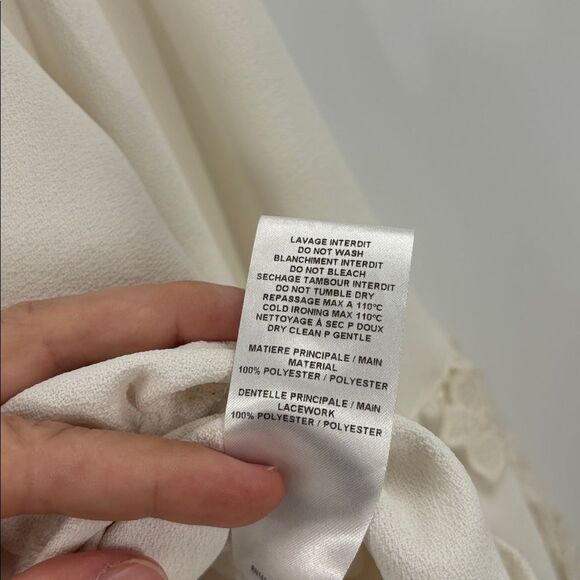 LAVAGE INTERDIT
DO NOT WASH
BLANCHIMENT INTERDIT
DO NOT BLEACH
SECHAGE TAMBOUR INTERDIT
DO NOT TUMBLE DRY
REPASSAGE MAX A 110°C
COLD IRONING MAX 110°C
NETTOYAGE À SEC P DOUX
DRY CLEAN P GENTLE
MATIERE PRINCIPALE / MAIN
MATERIAL
100% POLYESTER / POLYESTER
DENTELLE PRINCIPALE / MAIN
LACEWORK
100% POLYESTER / POLYESTER